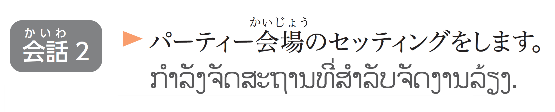 会話 2
かいわ
パーティー会場のセッティングをします。
かいじょう
ກຳລັງຈັດສະຖານທີ່ສຳລັບຈັດງານລ້ຽງ.